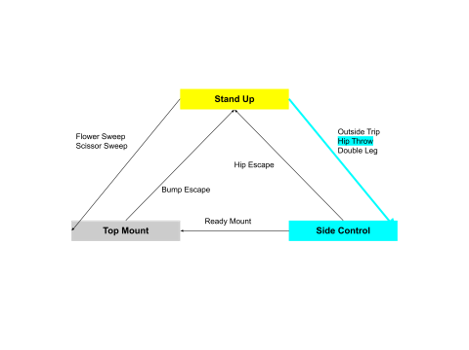 Stand Up
Outside Trip
Hip Throw
Double Leg
Flower Sweep
Scissor Sweep
Hip Escape
Bump Escape
Ready Mount
Top Mount
Side Control